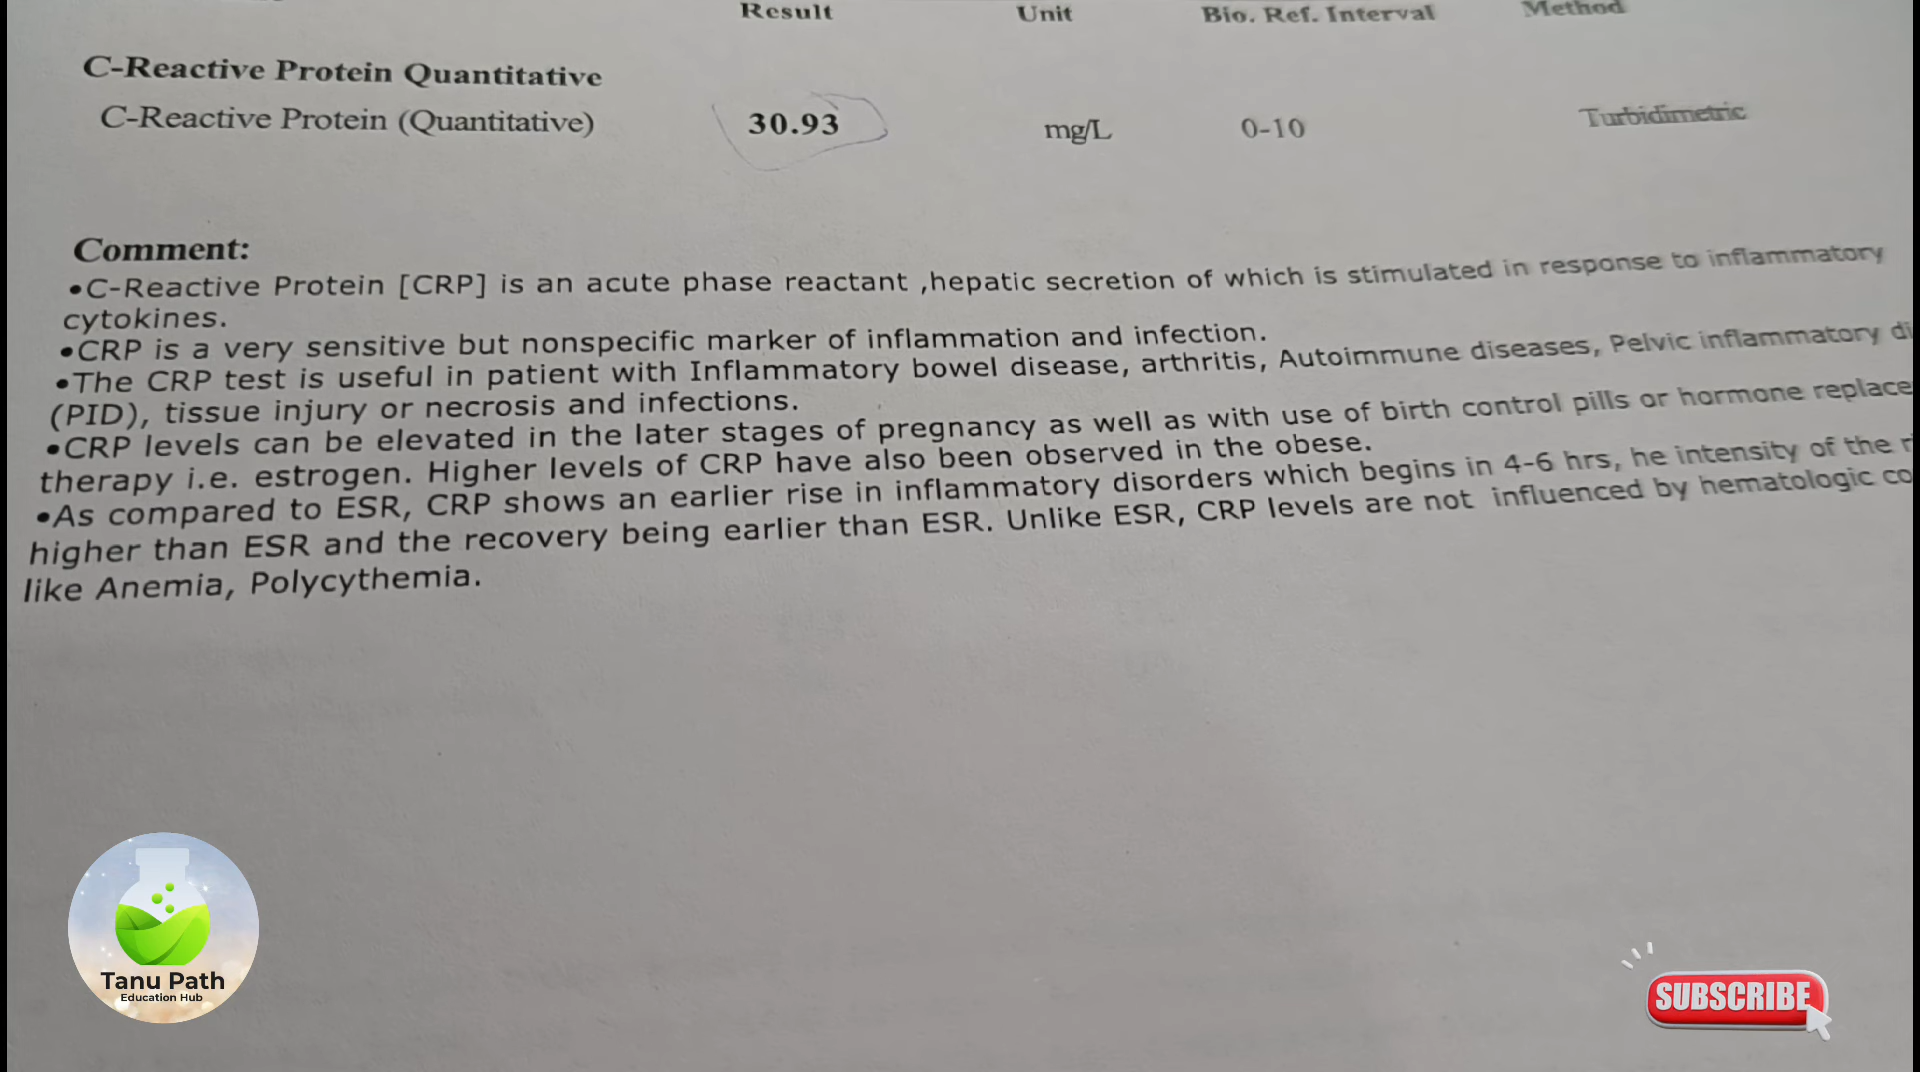 Result Unit Bio. Ref. Interval Method
C-Reactive Protein Quantitative
C-Reactive Protein (Quantitative) 30.93 mg/L 0-10 Turbidimetric
Comment:
•C-Reactive Protein [CRP] is an acute phase reactant ,hepatic secretion of which is stimulated in response to inflammatory
cytokines.
•CRP is a very sensitive but nonspecific marker of inflammation and infection.
•The CRP test is useful in patient with Inflammatory bowel disease, arthritis, Autoimmune diseases, Pelvic inflammatory di
(PID), tissue injury or necrosis and infections.
•CRP levels can be elevated in the later stages of pregnancy as well as with use of birth control pills or hormone replace
therapy i.e. estrogen. Higher levels of CRP have also been observed in the obese.
•As compared to ESR, CRP shows an earlier rise in inflammatory disorders which begins in 4-6 hrs, he intensity of the r
higher than ESR and the recovery being earlier than ESR. Unlike ESR, CRP levels are not influenced by hematologic co
like Anemia, Polycythemia.
Tanu Path
Education Hub
SUBSCRIBE